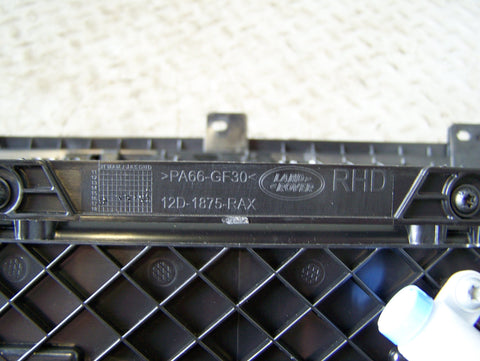 >PA66-GF30<
LAND-
ROVER
RHD
12D-1875-RAX